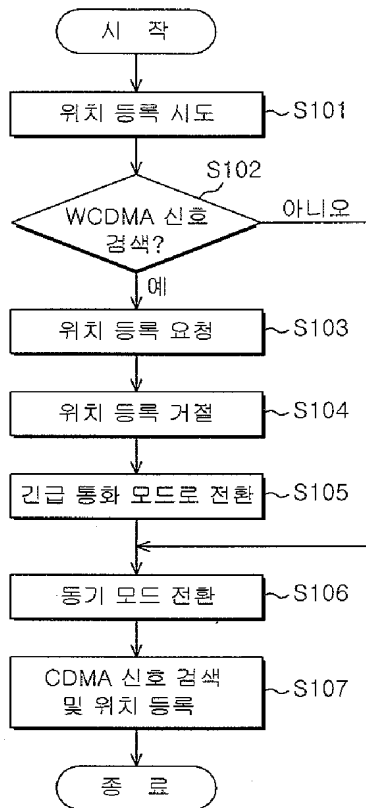 시 작
위치 등록 시도
S101
S102
WCDMA 신호
검색?
아니오
예
위치 등록 요청
S103
위치 등록 거절
S104
긴급 통화 모드로 전환
S105
동기 모드 전환
S106
CDMA 신호 검색
및 위치 등록
S107
종 료